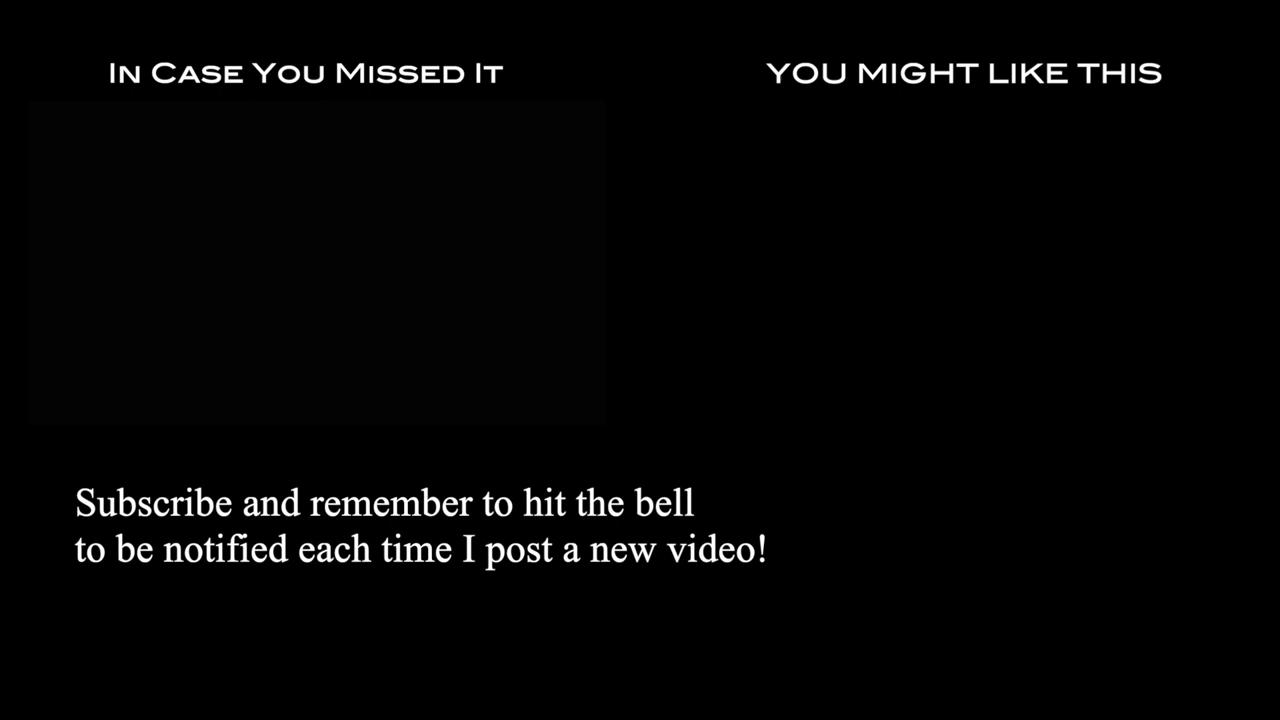 In Case You Missed It
YOU MIGHT LIKE THIS
Subscribe and remember to hit the bell
to be notified each time I post a new video!